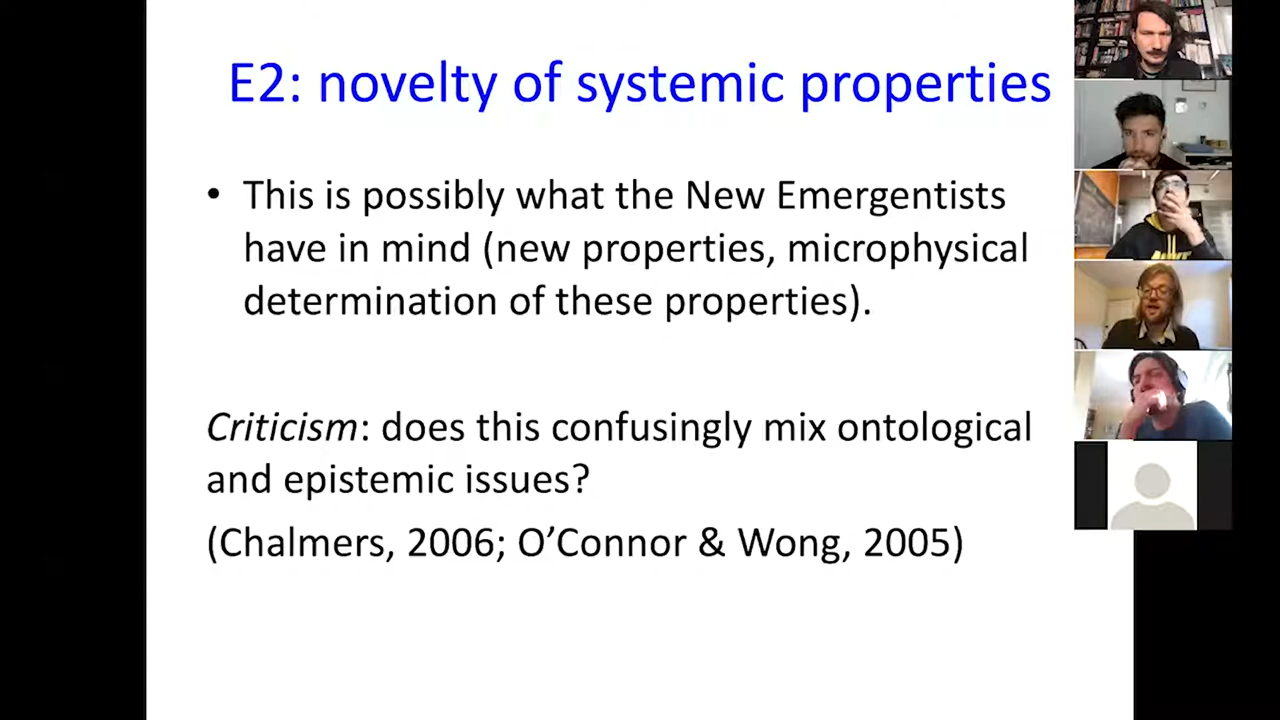 E2: novelty of systemic properties
• This is possibly what the New Emergentists
have in mind (new properties, microphysical
determination of these properties).
Criticism: does this confusingly mix ontological
and epistemic issues?
(Chalmers, 2006; O’Connor & Wong, 2005)